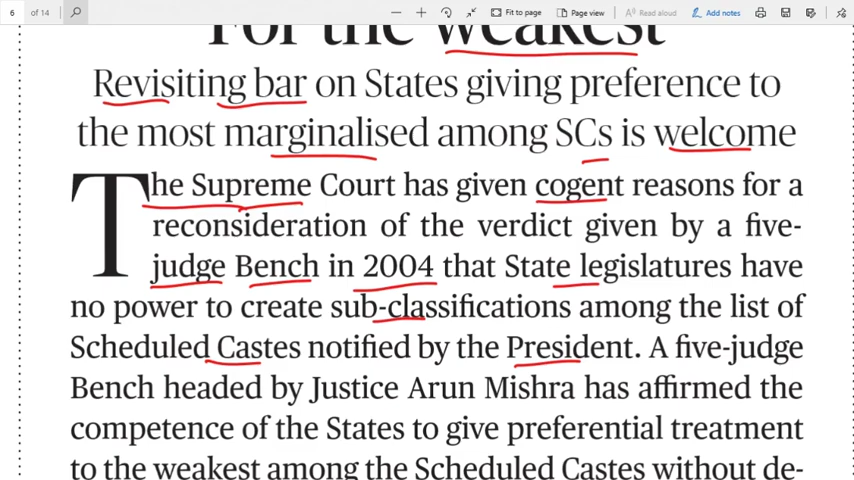 6 of 14 Fit to page Page view Read aloud Add notes
For the weakest
Revisiting bar on States giving preference to
the most marginalised among SCs is welcome
The Supreme Court has given cogent reasons for a
reconsideration of the verdict given by a five-
judge Bench in 2004 that State legislatures have
no power to create sub-classifications among the list of
Scheduled Castes notified by the President. A five-judge
Bench headed by Justice Arun Mishra has affirmed the
competence of the States to give preferential treatment
to the weakest among the Scheduled Castes without de-